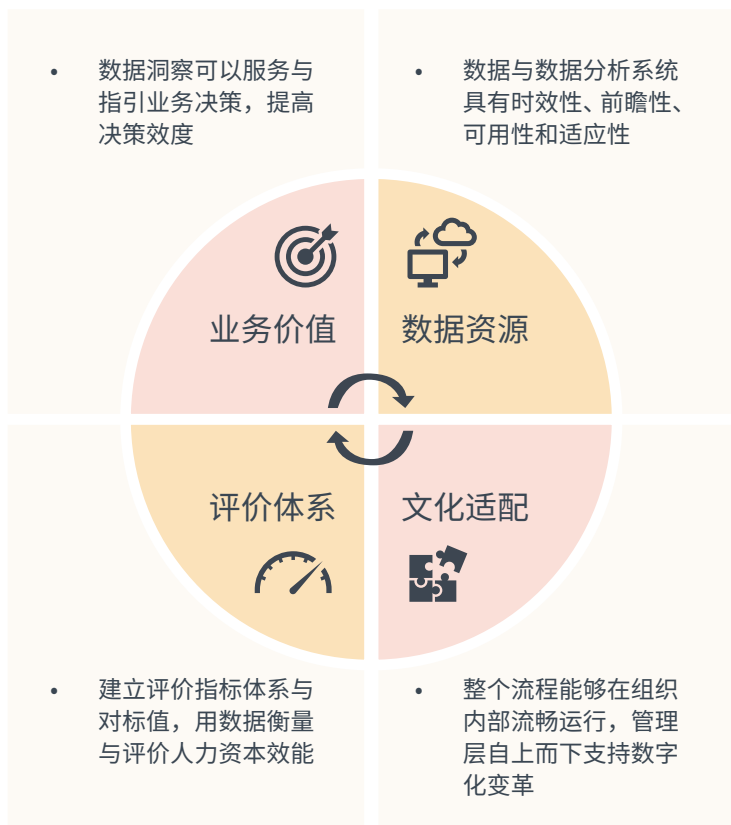 • 数据洞察可以服务与
指引业务决策，提高
决策效度
• 数据与数据分析系统
具有时效性、前瞻性、
可用性和适应性
业务价值
数据资源
评价体系
文化适配
• 建立评价指标体系与
对标值，用数据衡量
与评价人力资本效能
• 整个流程能够在组织
内部流畅运行，管理
层自上而下支持数字
化变革